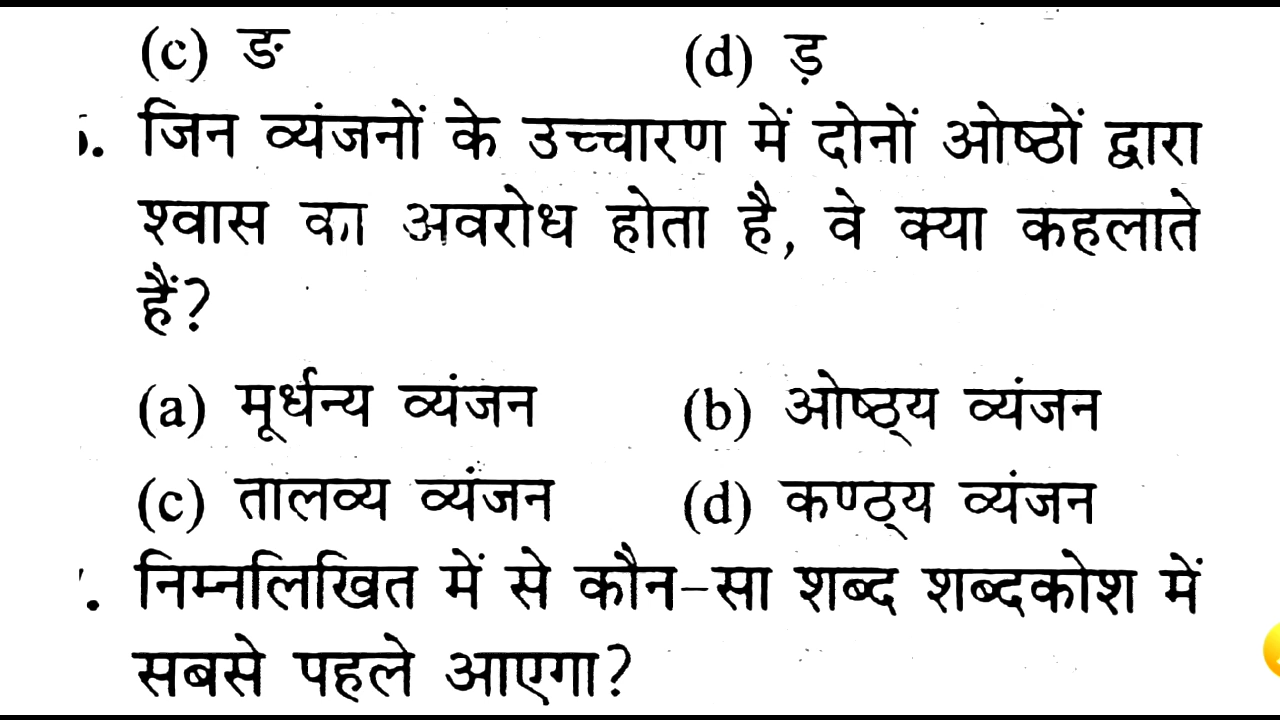 (c) ङ (d) ड़
. जिन व्यंजनों के उच्चारण में दोनों ओष्ठों द्वारा
श्वास का अवरोध होता है, वे क्या कहलाते
हैं?
(a) मूर्धन्य व्यंजन (b) ओष्ठ्य व्यंजन
(c) तालव्य व्यंजन (d) कण्ठ्य व्यंजन
. निम्नलिखित में से कौन-सा शब्द शब्दकोश में
सबसे पहले आएगा?